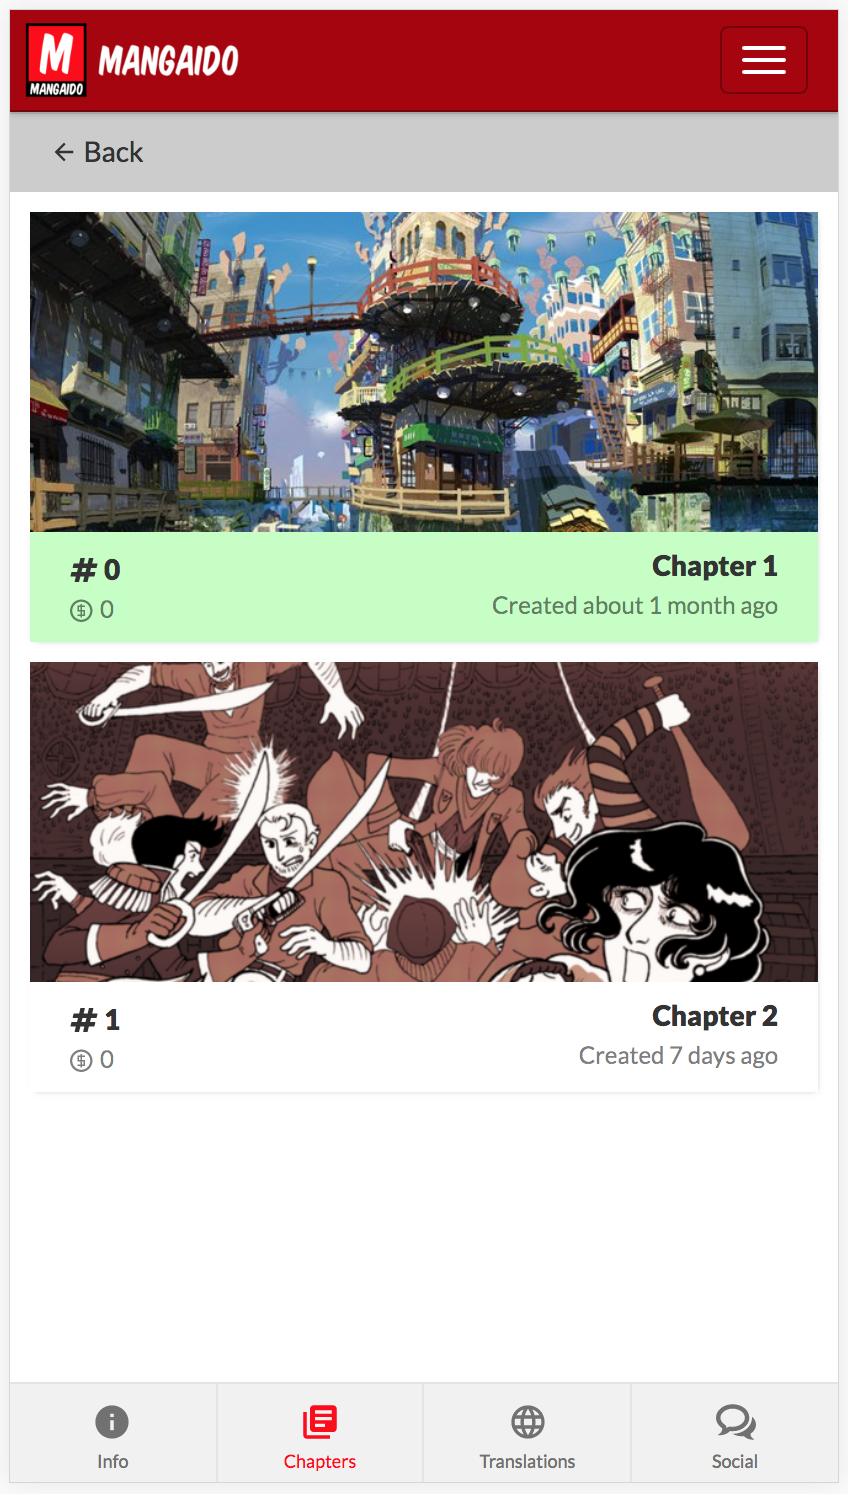 M
MANGAIDO
MANGAIDO
← Back
# 0
Chapter 1
0
Created about 1 month ago
# 1
Chapter 2
0
Created 7 days ago
Info
Chapters
Translations
Social